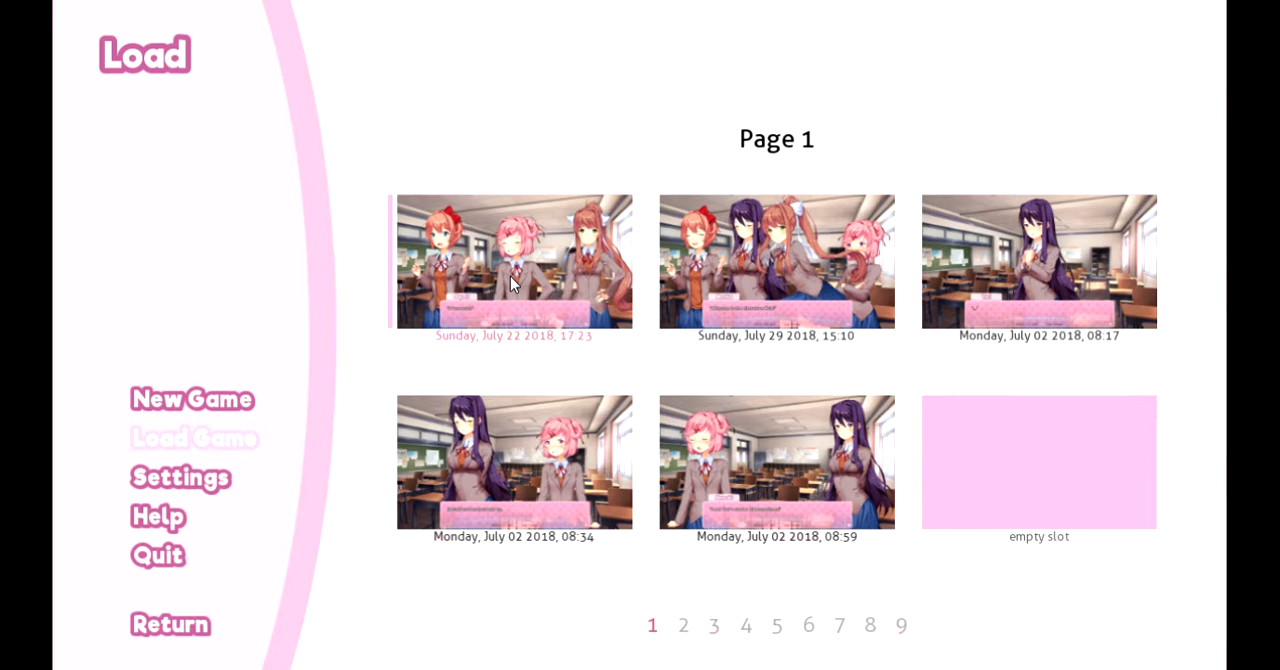 Load
Page 1
Sunday, July 22 2018, 17:23
Sunday, July 29 2018, 15:10
Monday, July 02 2018, 08:17
New Game
Load Game
Settings
Help
Quit
Return
Monday, July 02 2018, 08:34
Monday, July 02 2018, 08:59
empty slot
1 2 3 4 5 6 7 8 9